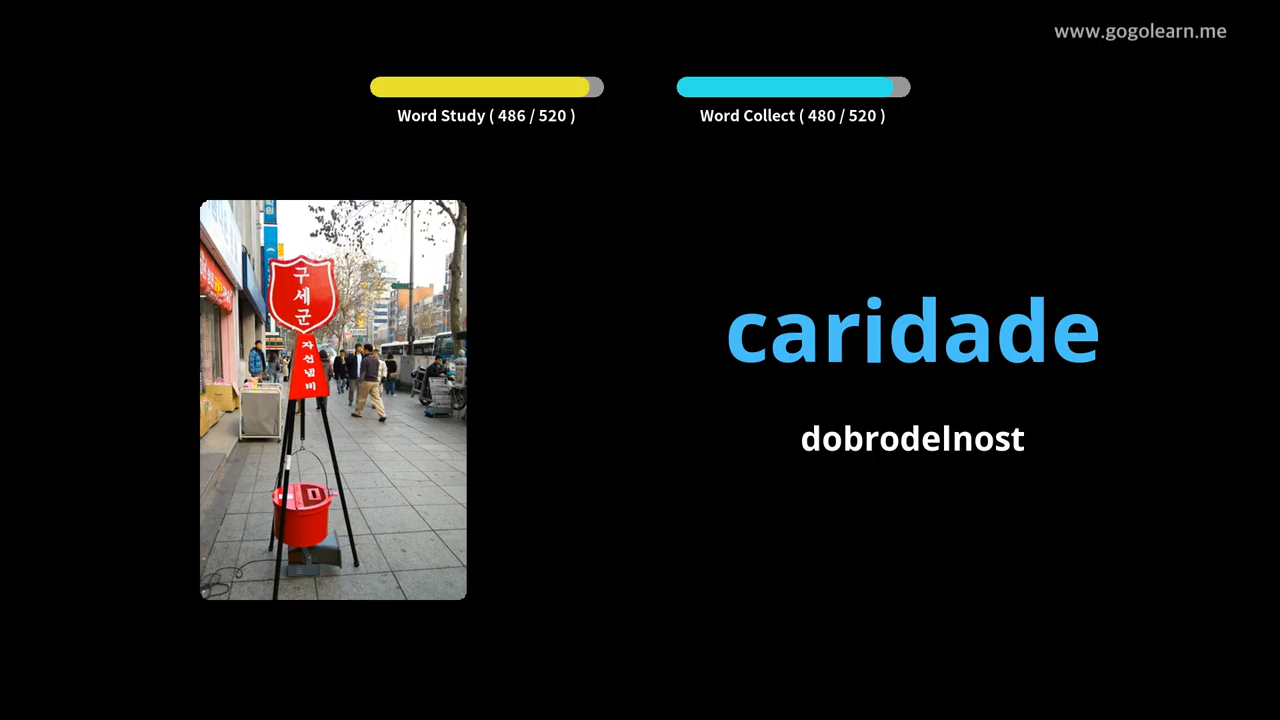 www.gogolearn.me
Word Study ( 486 / 520 )
Word Collect ( 480 / 520 )
구
세
군
자
선
냄
비
caridade
dobrodelnost